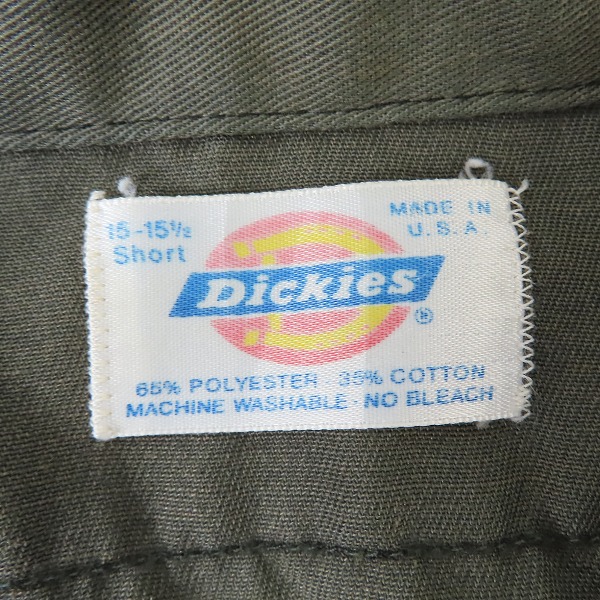 15-15½
Short
MADE IN
U.S.A
Dickies
®
65% POLYESTER 35% COTTON
MACHINE WASHABLE · NO BLEACH